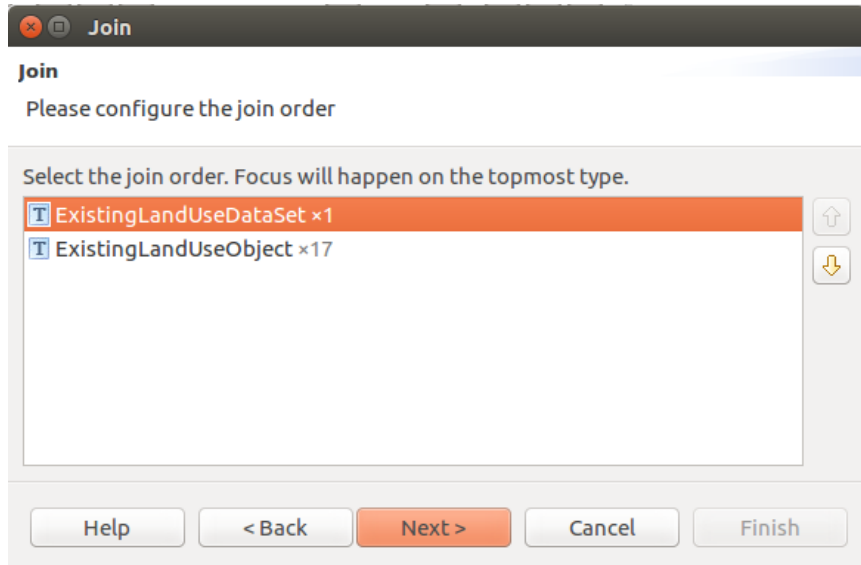 Join
Join
Please configure the join order
Select the join order. Focus will happen on the topmost type.
T ExistingLandUseDataSet ×1
T ExistingLandUseObject ×17
Help < Back Next > Cancel Finish